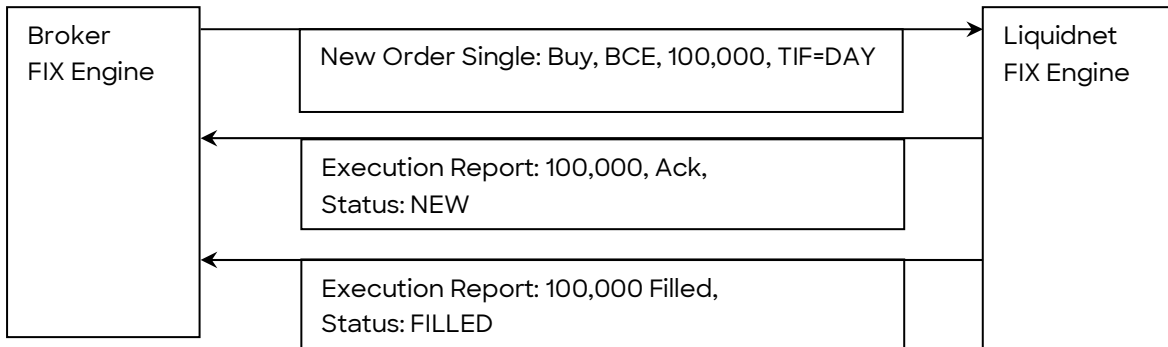 Broker
FIX Engine
New Order Single: Buy, BCE, 100,000, TIF=DAY
Liquidnet
FIX Engine
Execution Report: 100,000, Ack,
Status: NEW
Execution Report: 100,000 Filled,
Status: FILLED